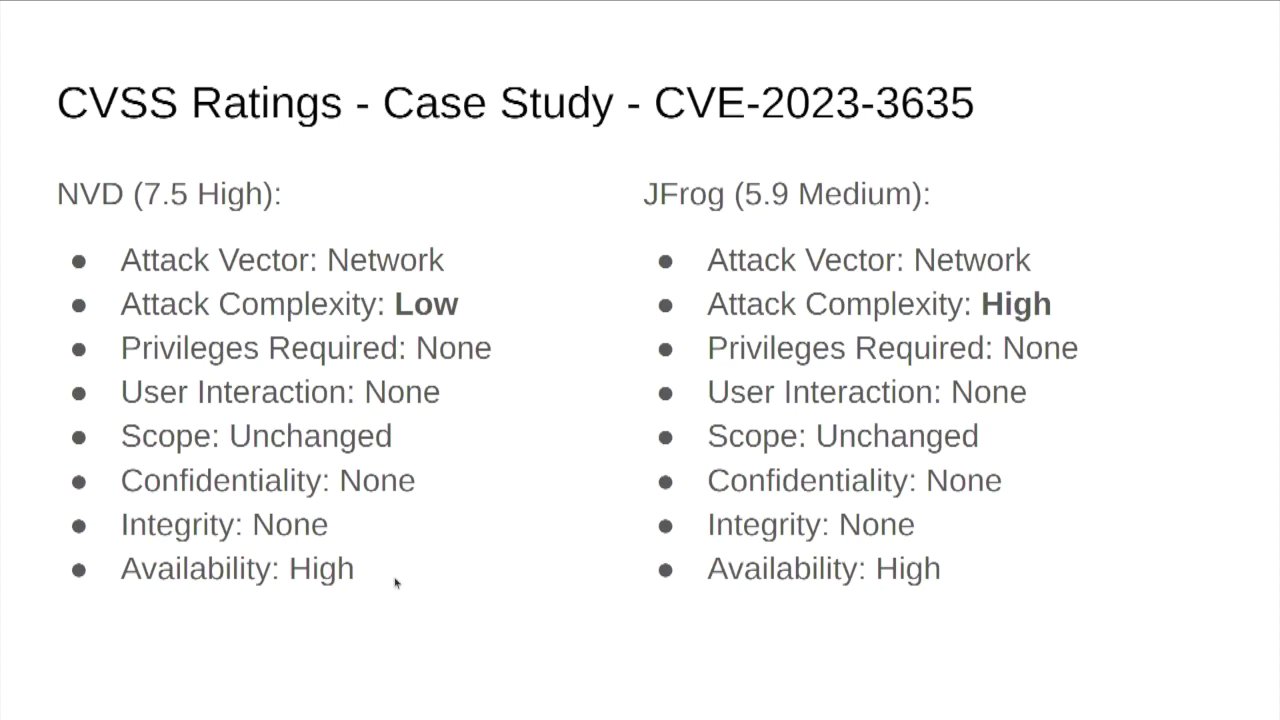 CVSS Ratings - Case Study - CVE-2023-3635
NVD (7.5 High):
● Attack Vector: Network
● Attack Complexity: Low
● Privileges Required: None
● User Interaction: None
● Scope: Unchanged
● Confidentiality: None
● Integrity: None
● Availability: High
JFrog (5.9 Medium):
● Attack Vector: Network
● Attack Complexity: High
● Privileges Required: None
● User Interaction: None
● Scope: Unchanged
● Confidentiality: None
● Integrity: None
● Availability: High